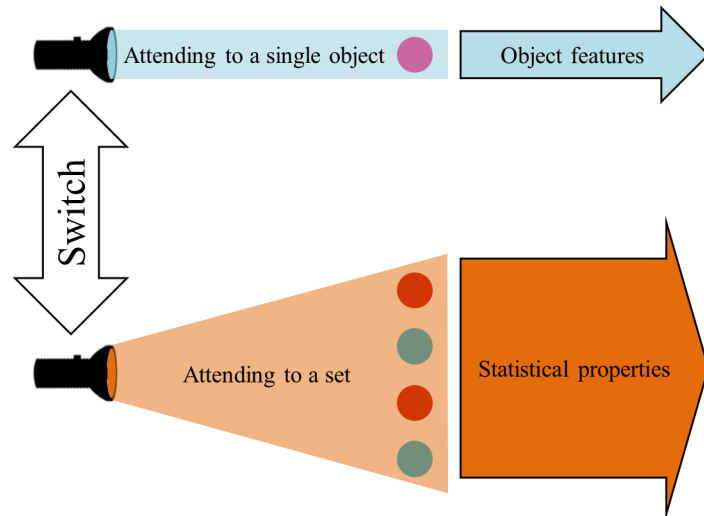 Attending to a single object
Object features
Switch
Attending to a set
Statistical properties